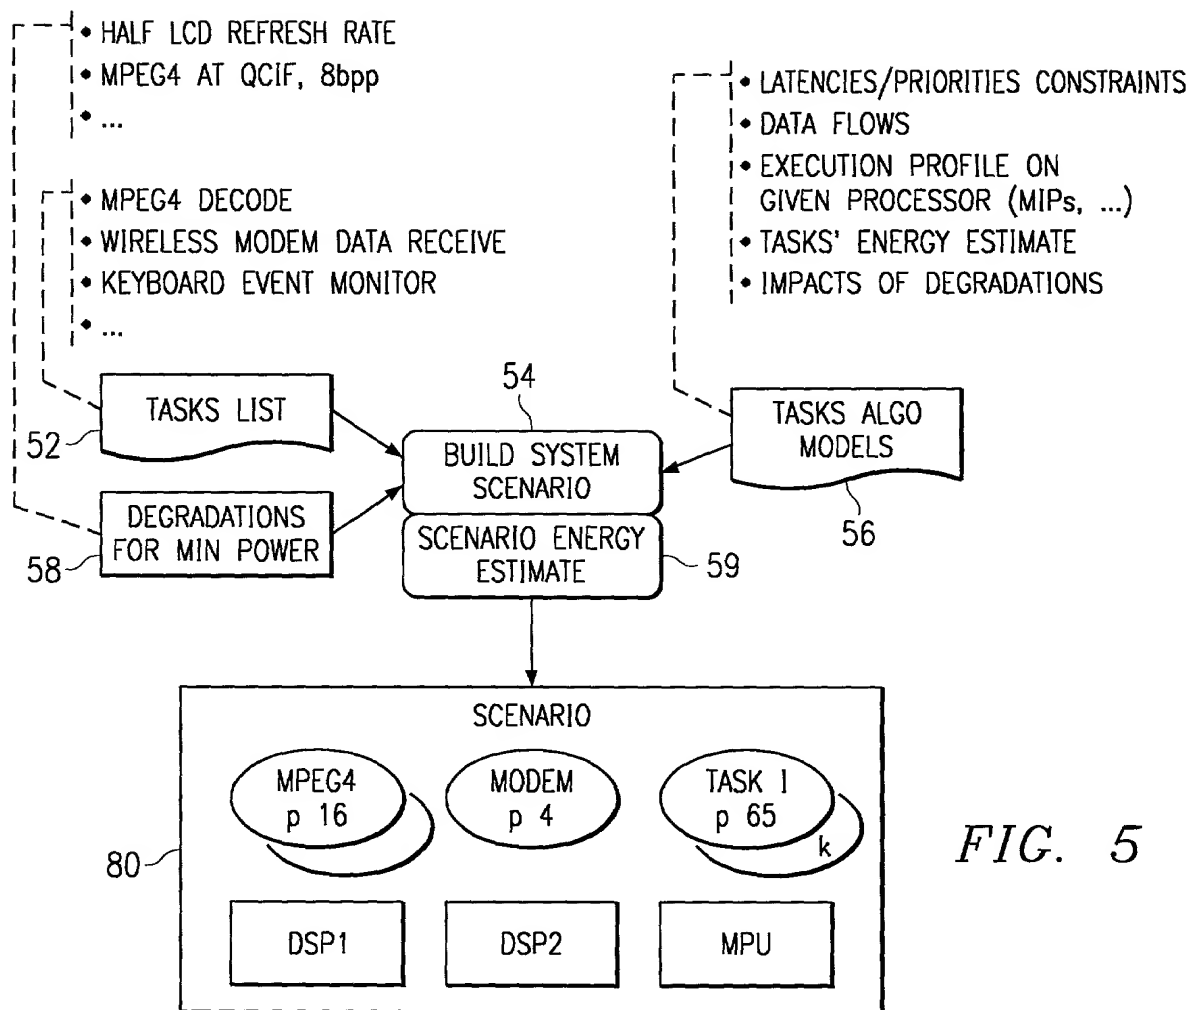 • HALF LCD REFRESH RATE
• MPEG4 AT QCIF, 8bpp
• ...
• MPEG4 DECODE
• WIRELESS MODEM DATA RECEIVE
• KEYBOARD EVENT MONITOR
• ...
• LATENCIES/PRIORITIES CONSTRAINTS
• DATA FLOWS
• EXECUTION PROFILE ON
GIVEN PROCESSOR (MIPs, ...)
• TASKS' ENERGY ESTIMATE
• IMPACTS OF DEGRADATIONS
TASKS LIST
52
DEGRADATIONS
FOR MIN POWER
58
54
BUILD SYSTEM
SCENARIO
SCENARIO ENERGY
ESTIMATE
59
TASKS ALGO
MODELS
56
SCENARIO
MPEG4
p 16
MODEM
p 4
TASK I
p 65
k
80
DSP1
DSP2
MPU
FIG. 5